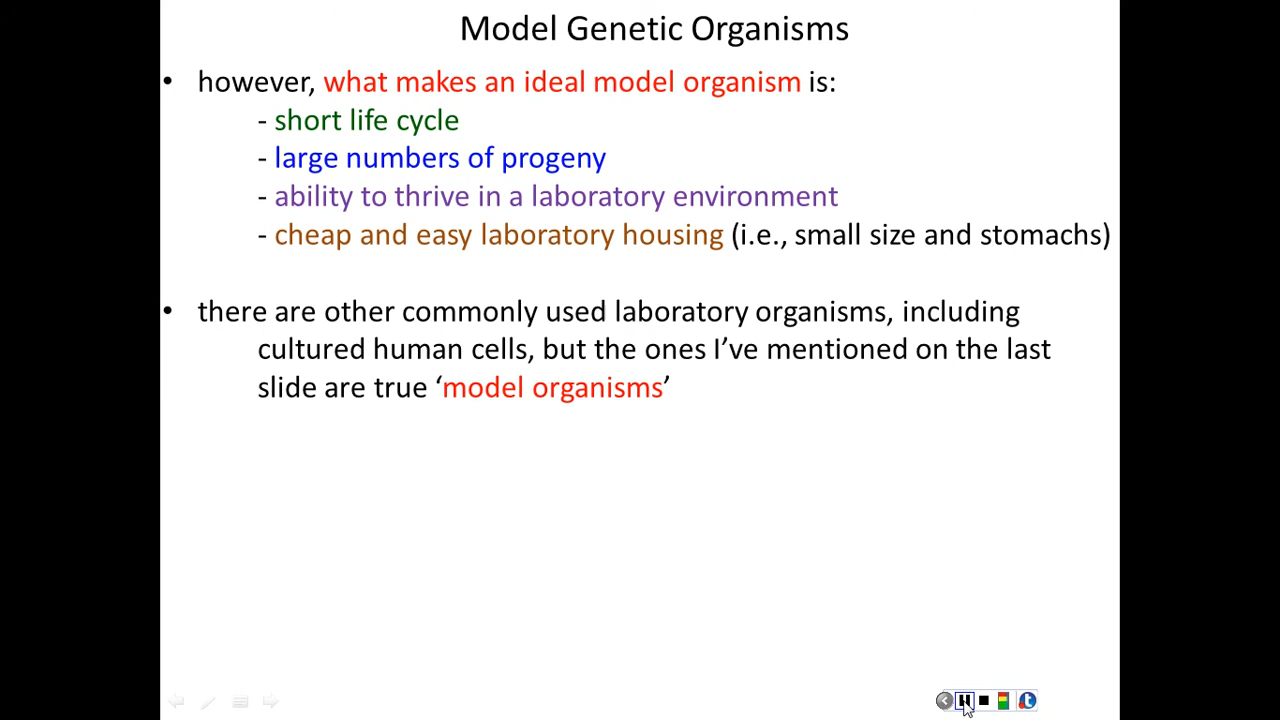 Model Genetic Organisms
• however, what makes an ideal model organism is:
- short life cycle
- large numbers of progeny
- ability to thrive in a laboratory environment
- cheap and easy laboratory housing (i.e., small size and stomachs)
• there are other commonly used laboratory organisms, including
cultured human cells, but the ones I’ve mentioned on the last
slide are true ‘model organisms’